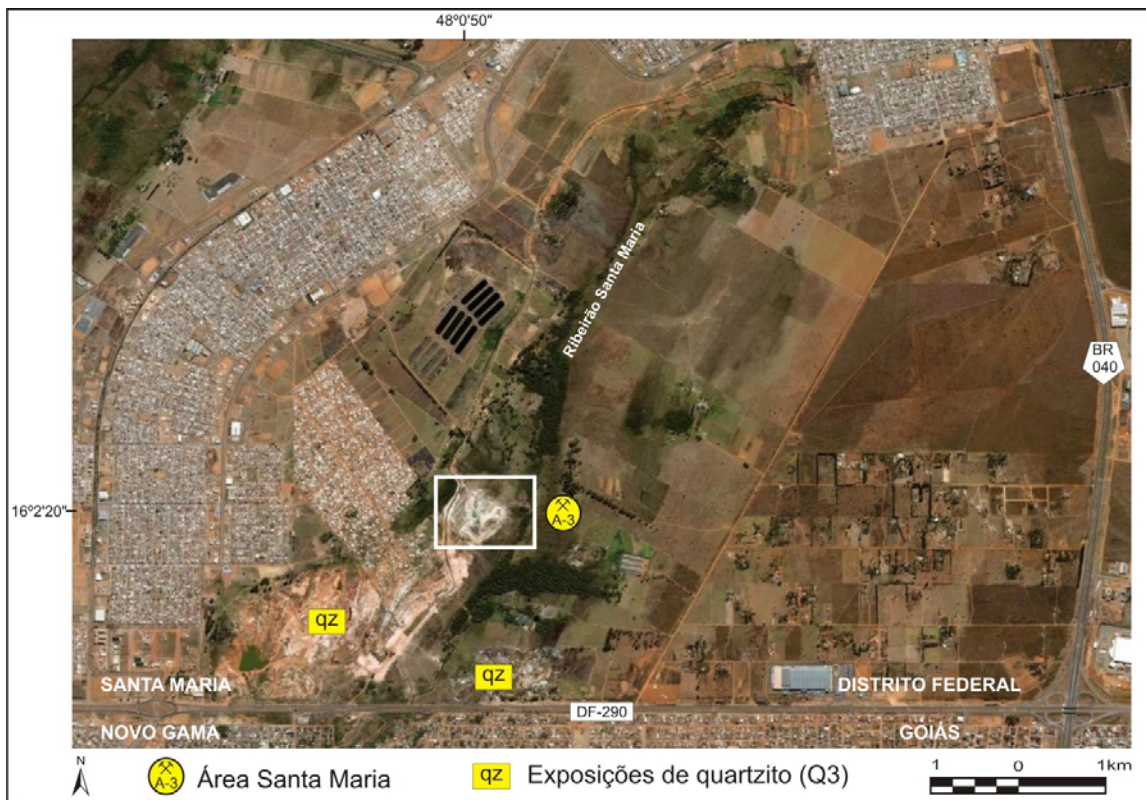 48º0'50"
Ribeirão Santa Maria
BR
040
16º2'20"
A-3
qz
qz
SANTA MARIA
DISTRITO FEDERAL
DF-290
NOVO GAMA
GOIÁS
N
A-3 Área Santa Maria
qz Exposições de quartzito (Q3)
1 0 1km